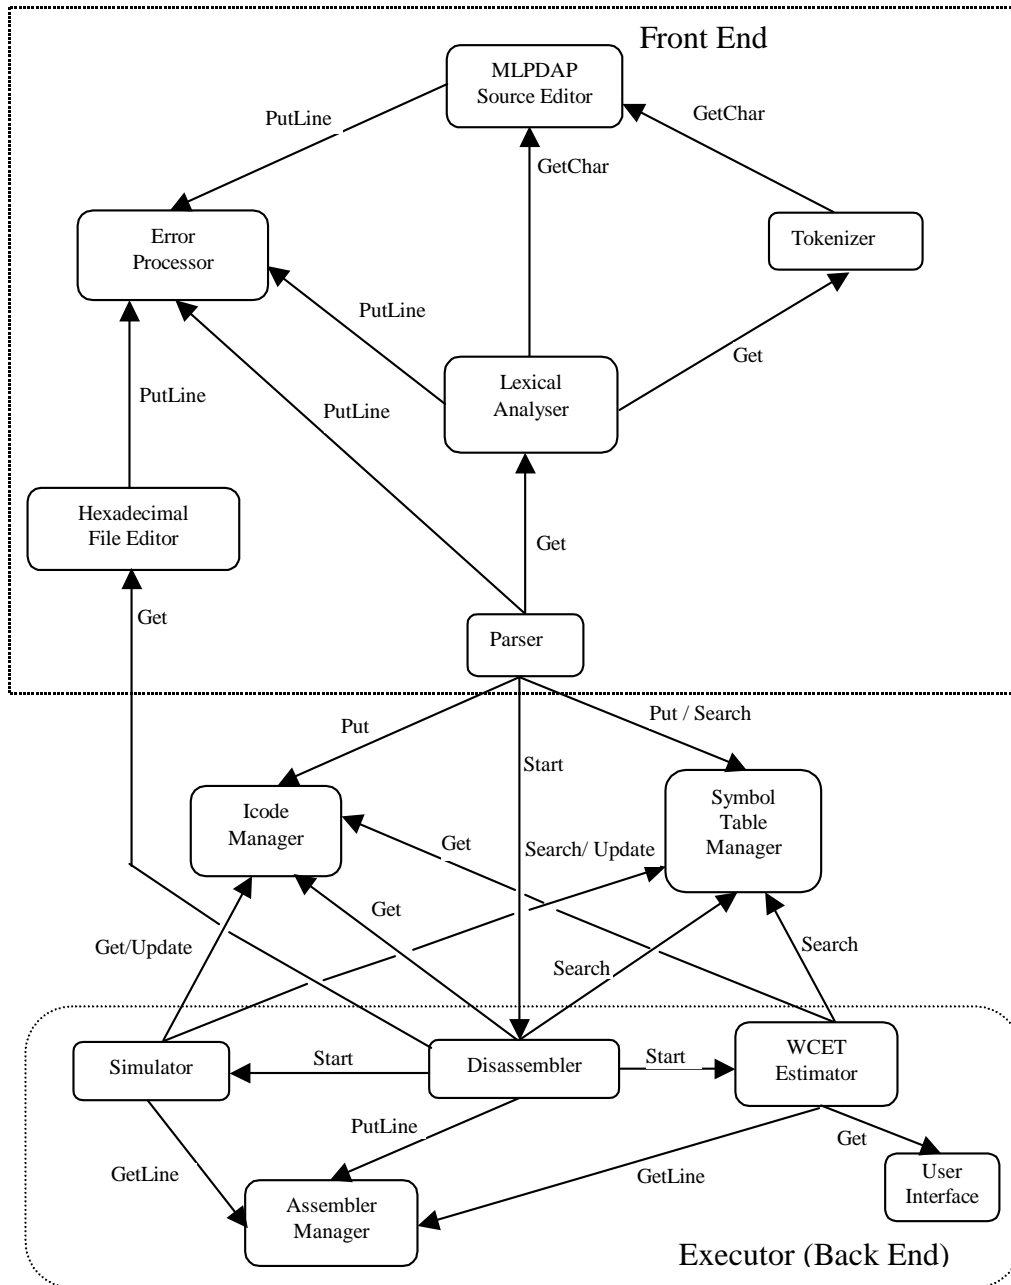 Front End
MLPDAP
Source Editor
PutLine
GetChar
GetChar
Error
Processor
Tokenizer
PutLine
Get
Lexical
Analyser
PutLine
PutLine
Hexadecimal
File Editor
Get
Get
Parser
Put
Put / Search
Start
Icode
Manager
Symbol
Table
Manager
Get
Search/ Update
Get
Get/Update
Search
Search
Simulator
Start
Disassembler
Start
WCET
Estimator
PutLine
Get
GetLine
GetLine
User
Interface
Assembler
Manager
Executor (Back End)